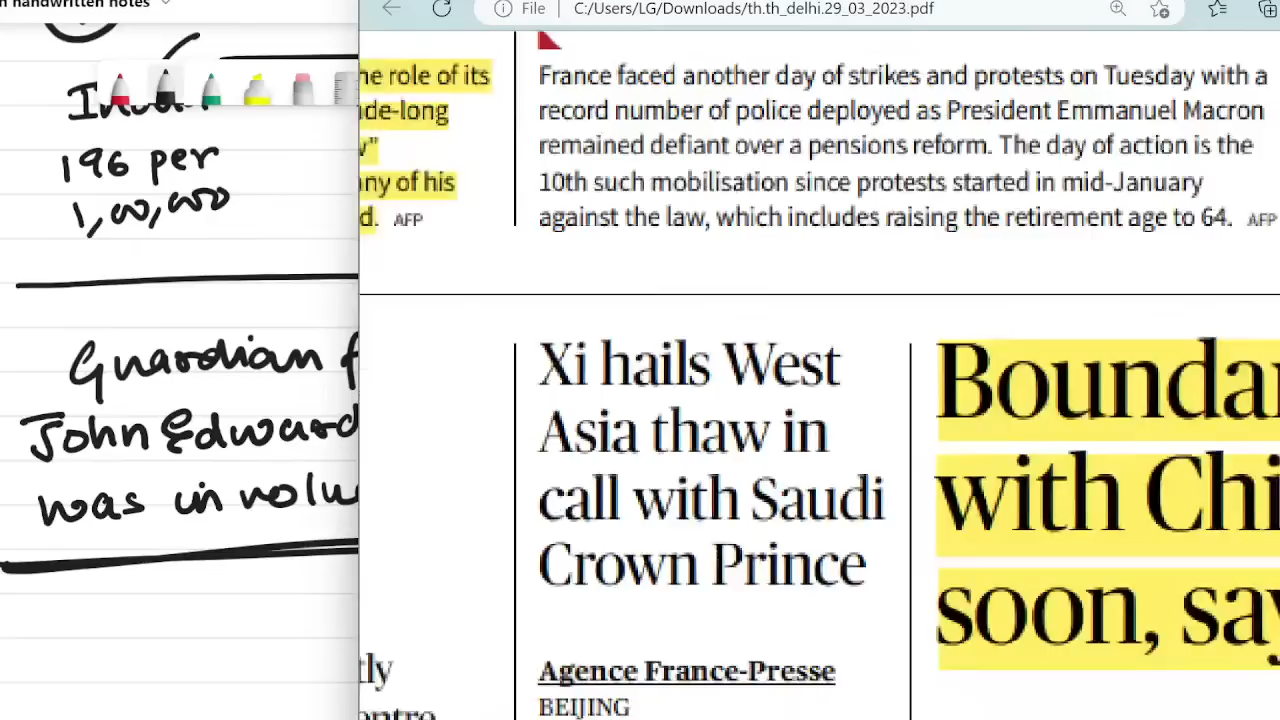 n handwritten notes
196 per
1,00,000
Guardian f
John Edward
was in volu
File C:/Users/LG/Downloads/th.th_delhi.29_03_2023.pdf
he role of its
de-long
w"
any of his
d. AFP
France faced another day of strikes and protests on Tuesday with a
record number of police deployed as President Emmanuel Macron
remained defiant over a pensions reform. The day of action is the
10th such mobilisation since protests started in mid-January
against the law, which includes raising the retirement age to 64. AFP
tly
ontre
Xi hails West
Asia thaw in
call with Saudi
Crown Prince
Agence France-Presse
BEIJING
Boundar
with Chi
soon, say